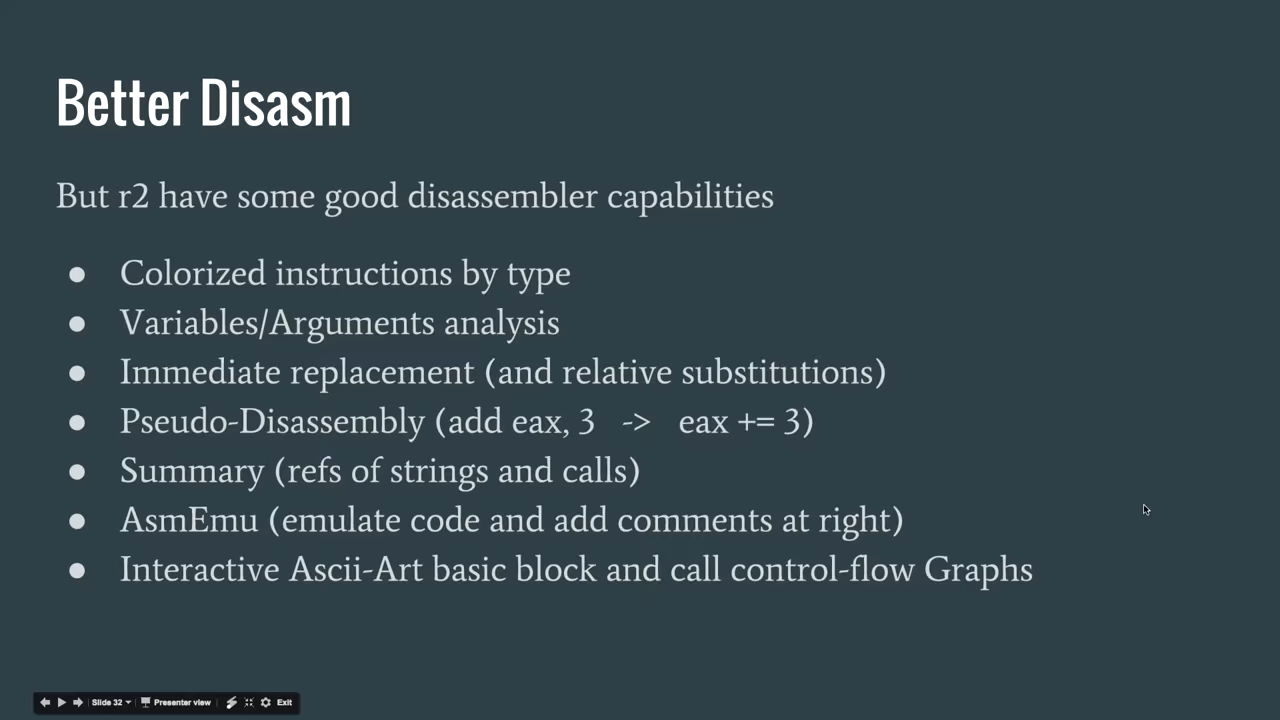 Better Disasm
But r2 have some good disassembler capabilities
● Colorized instructions by type
● Variables/Arguments analysis
● Immediate replacement (and relative substitutions)
● Pseudo-Disassembly (add eax, 3 -> eax += 3)
● Summary (refs of strings and calls)
● AsmEmu (emulate code and add comments at right)
● Interactive Ascii-Art basic block and call control-flow Graphs
Slide 32 Presenter view Exit